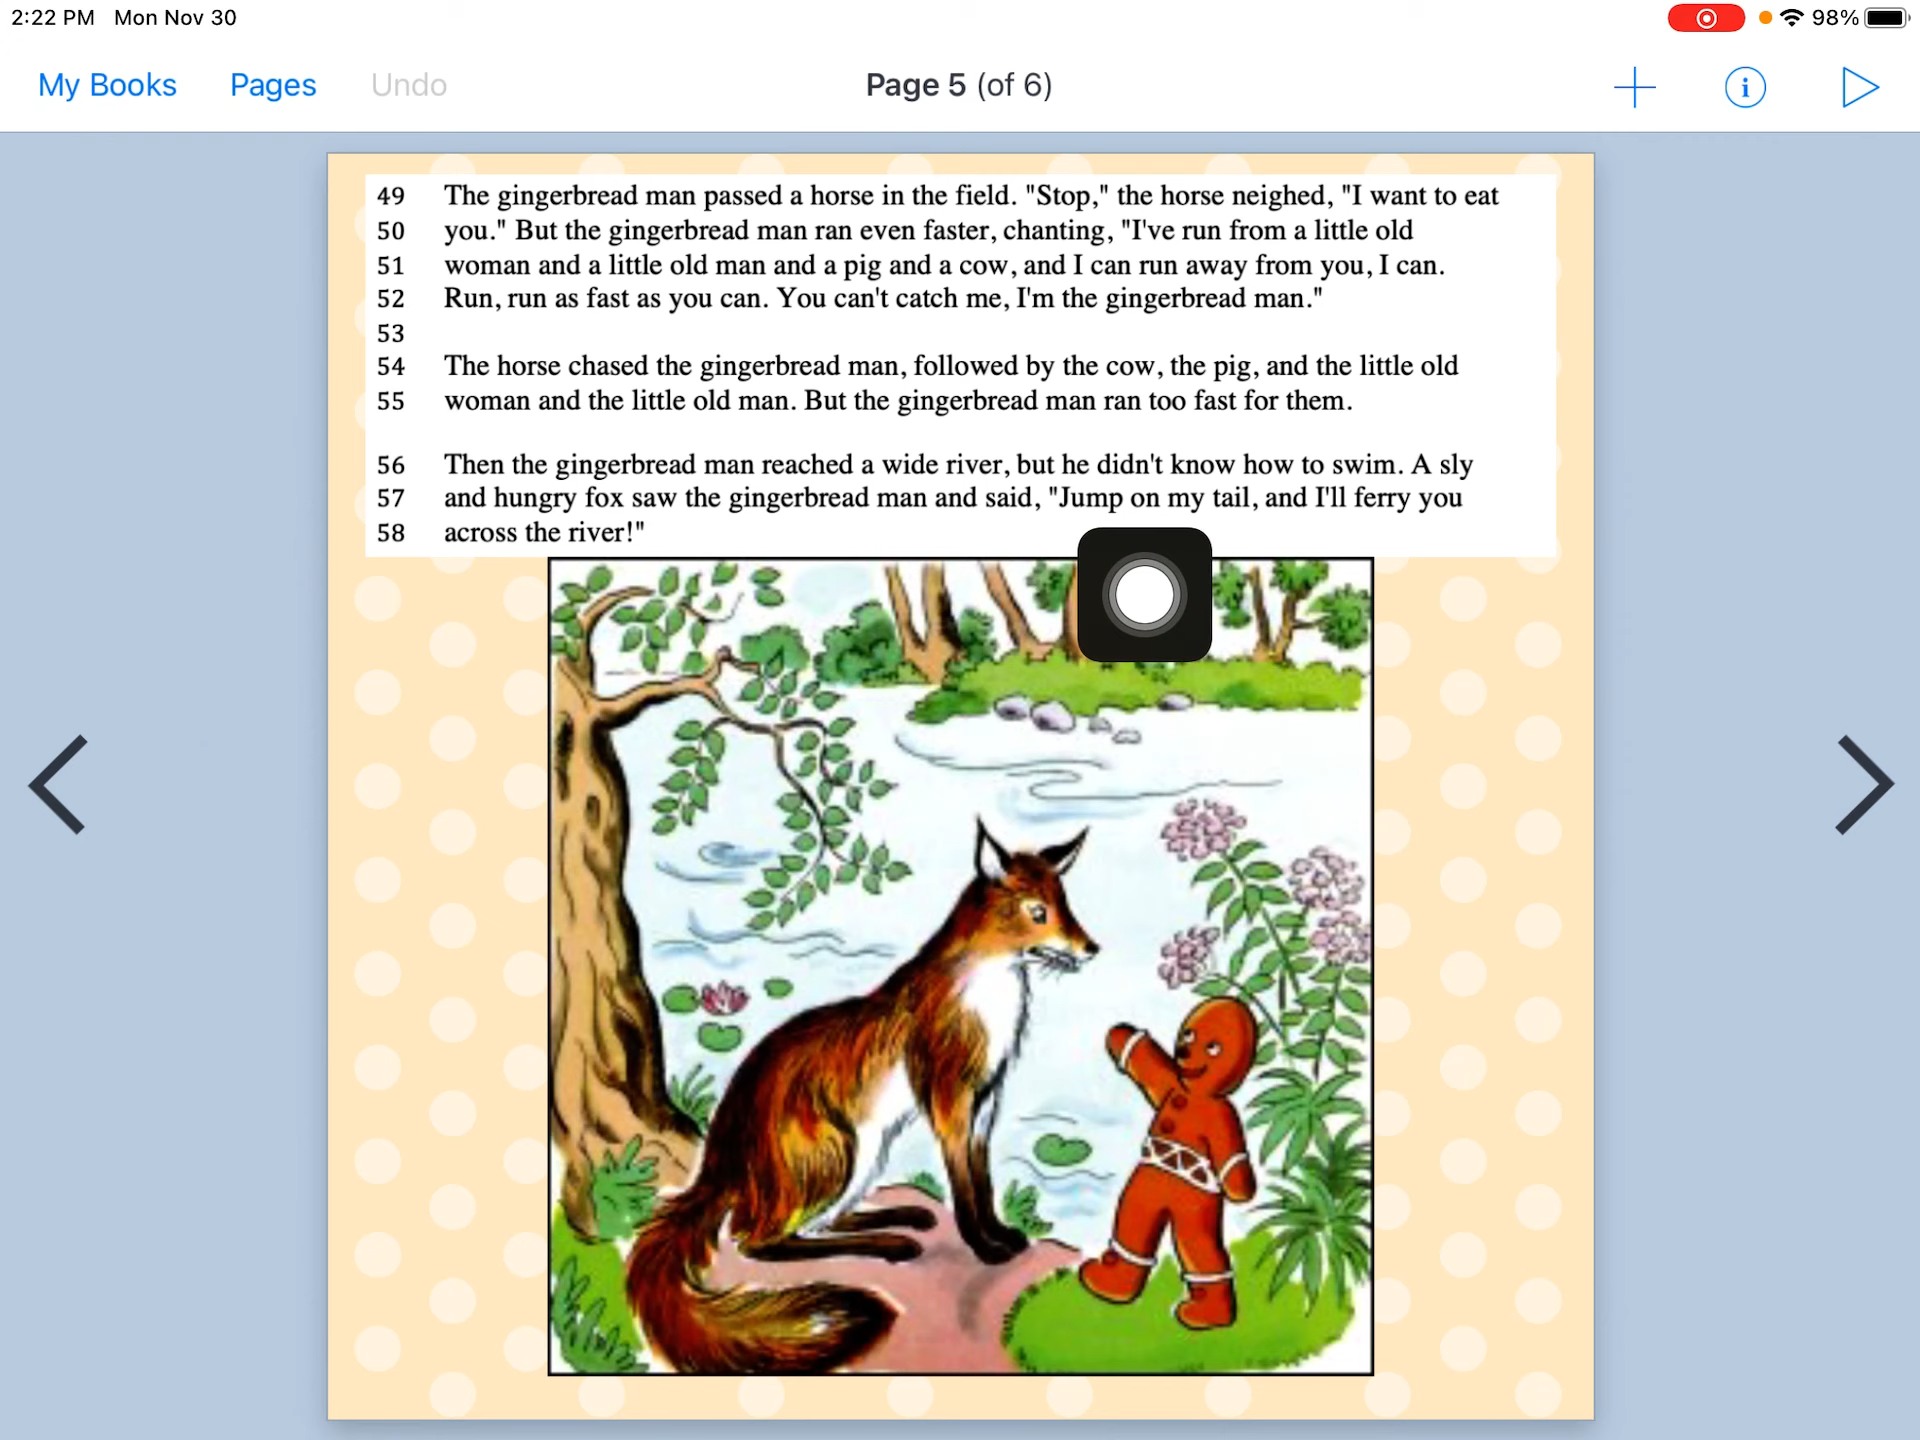 2:22 PM Mon Nov 30 98%
My Books Pages Undo Page 5 (of 6)
49 The gingerbread man passed a horse in the field. "Stop," the horse neighed, "I want to eat
50 you." But the gingerbread man ran even faster, chanting, "I've run from a little old
51 woman and a little old man and a pig and a cow, and I can run away from you, I can.
52 Run, run as fast as you can. You can't catch me, I'm the gingerbread man."
53
54 The horse chased the gingerbread man, followed by the cow, the pig, and the little old
55 woman and the little old man. But the gingerbread man ran too fast for them.
56 Then the gingerbread man reached a wide river, but he didn't know how to swim. A sly
57 and hungry fox saw the gingerbread man and said, "Jump on my tail, and I'll ferry you
58 across the river!"